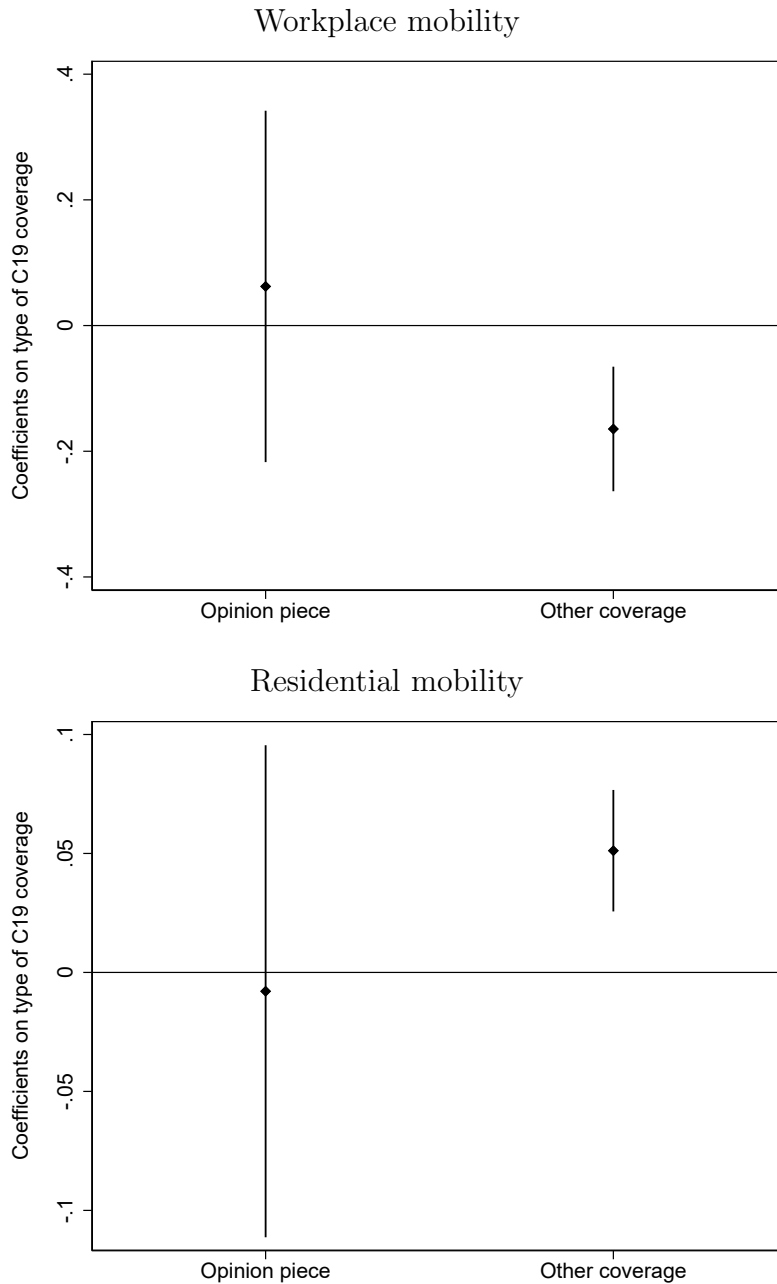 Workplace mobility
Coefficients on type of C19 coverage
.4
.2
0
-.2
-.4
Opinion piece
Other coverage
Residential mobility
Coefficients on type of C19 coverage
.1
.05
0
-.05
-.1
Opinion piece
Other coverage